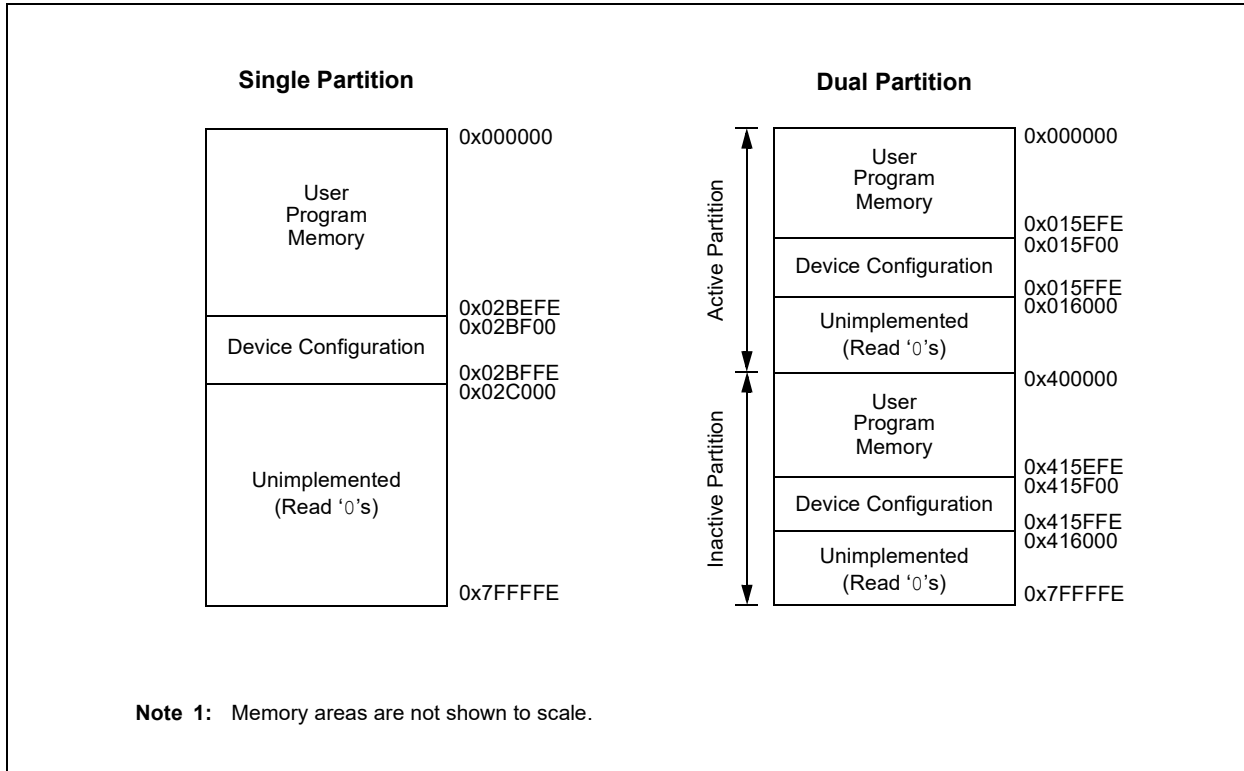 Single Partition
0x000000
User
Program
Memory
0x02BEFE
0x02BF00
Device Configuration
0x02BFFE
0x02C000
Unimplemented
(Read ‘0’s)
0x7FFFFE
Dual Partition
Active Partition
0x000000
User
Program
Memory
0x015EFE
0x015F00
Device Configuration
0x015FFE
0x016000
Unimplemented
(Read ‘0’s)
Inactive Partition
0x400000
User
Program
Memory
0x415EFE
0x415F00
Device Configuration
0x415FFE
0x416000
Unimplemented
(Read ‘0’s)
0x7FFFFE
Note 1: Memory areas are not shown to scale.